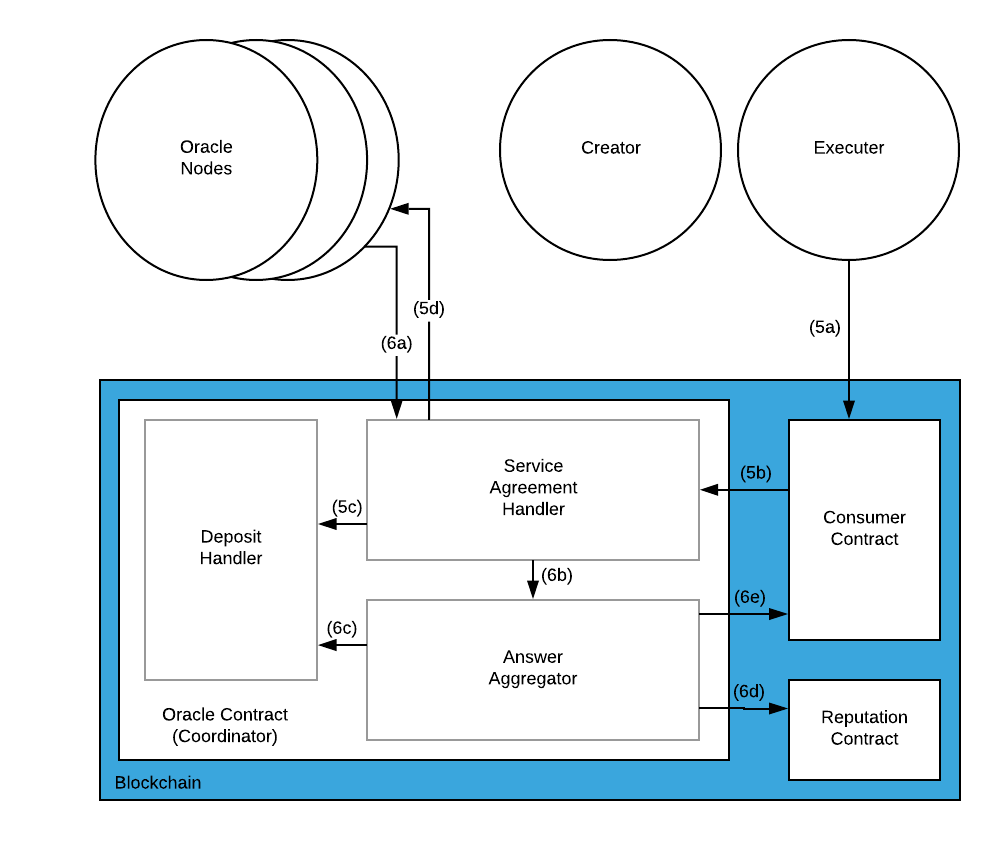 Oracle
Nodes
Creator
Executer
(5d)
(5a)
(6a)
Service
Agreement
Handler
(5b)
(5c)
Consumer
Contract
Deposit
Handler
(6b)
(6e)
(6c)
Answer
Aggregator
(6d)
Oracle Contract
(Coordinator)
Reputation
Contract
Blockchain